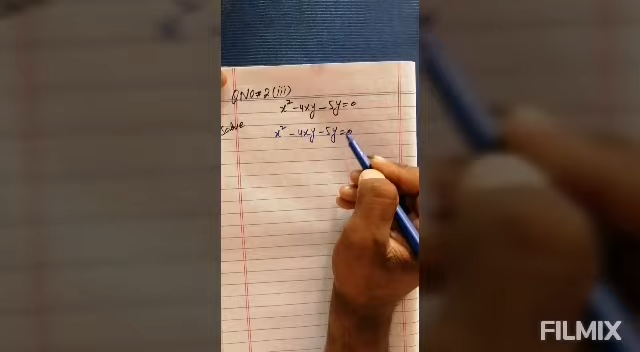 QNO#2(iii)
x² - 4xy - 5y = 0
Solve
x² - 4xy - 5y = 0
FILMIX